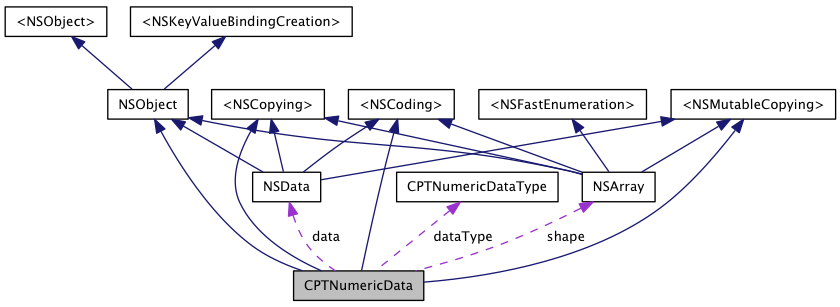 <NSObject>
<NSKeyValueBindingCreation>
NSObject
<NSCopying>
<NSCoding>
<NSFastEnumeration>
<NSMutableCopying>
NSData
CPTNumericDataType
NSArray
data
dataType
shape
CPTNumericData